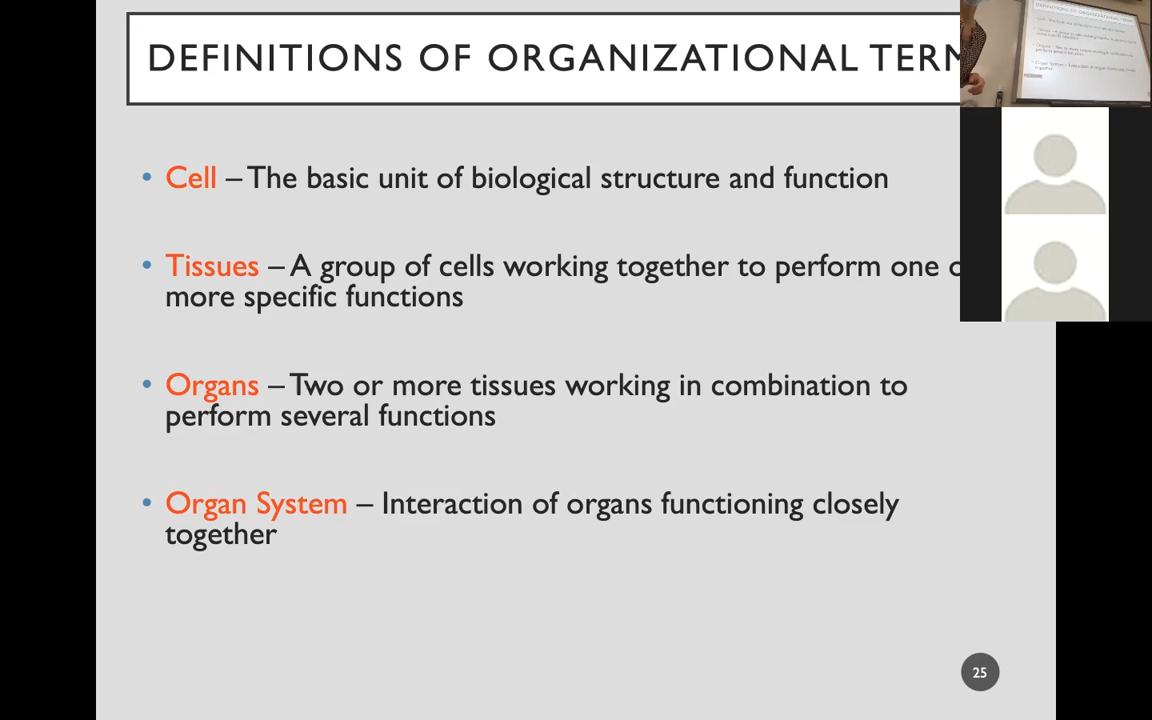 DEFINITIONS OF ORGANIZATIONAL
• Cell – The basic unit of biological structure and function
• Tissues – A group of cells working together to perform one
more specific functions
• Organs – Two or more tissues working in combination to
perform several functions
• Organ System – Interaction of organs functioning closely
together
25